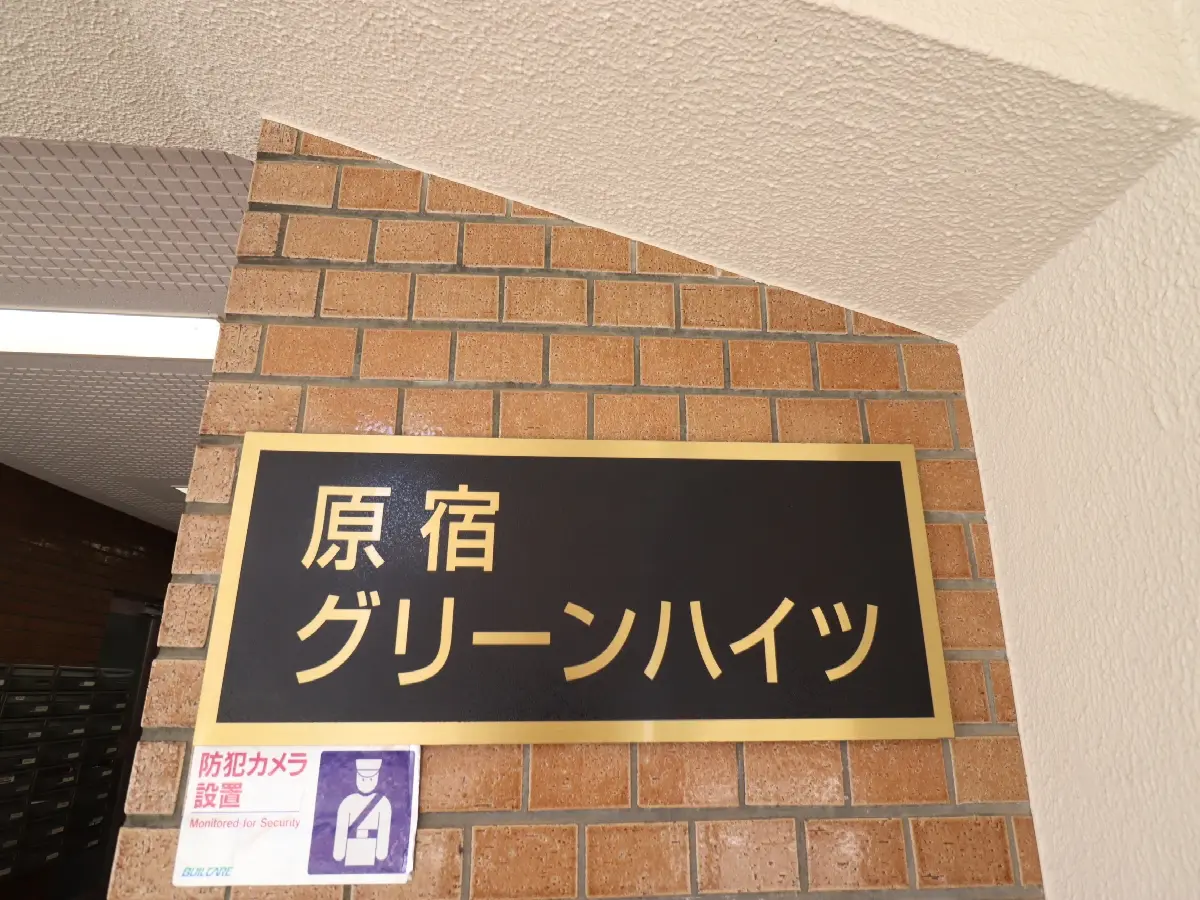 原宿
グリーンハイツ
防犯カメラ
設置
Monitored for Security
BUILCARE